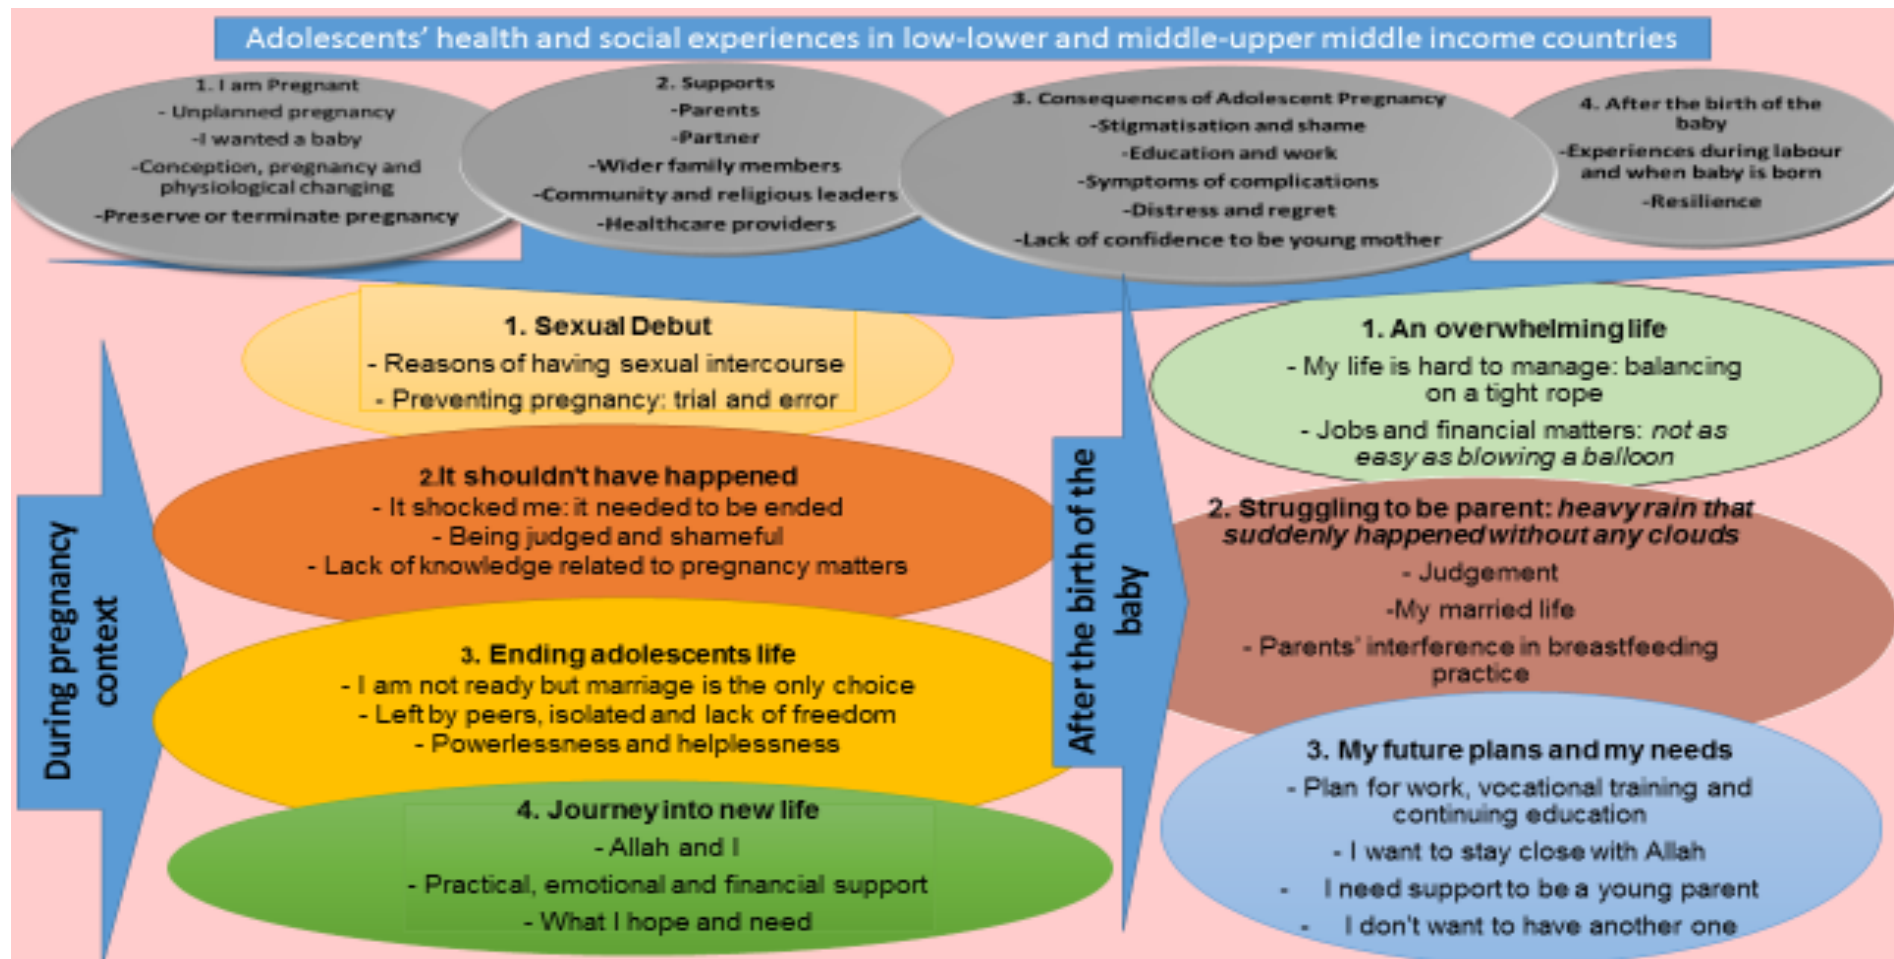 Adolescents’ health and social experiences in low-lower and middle-upper middle income countries
1. I am Pregnant
- Unplanned pregnancy
-I wanted a baby
-Conception, pregnancy and
physiological changing
-Preserve or terminate pregnancy
2. Supports
-Parents
-Partner
-Wider family members
-Community and religious leaders
-Healthcare providers
3. Consequences of Adolescent Pregnancy
-Stigmatisation and shame
-Education and work
-Symptoms of complications
-Distress and regret
-Lack of confidence to be young mother
4. After the birth of the
baby
-Experiences during labour
and when baby is born
-Resilience
During pregnancy
context
1. Sexual Debut
- Reasons of having sexual intercourse
- Preventing pregnancy: trial and error
2.It shouldn't have happened
- It shocked me: it needed to be ended
- Being judged and shameful
- Lack of knowledge related to pregnancy matters
3. Ending adolescents life
- I am not ready but marriage is the only choice
- Left by peers, isolated and lack of freedom
- Powerlessness and helplessness
4. Journey into new life
- Allah and I
- Practical, emotional and financial support
- What I hope and need
After the birth of the
baby
1. An overwhelming life
- My life is hard to manage: balancing
on a tight rope
- Jobs and financial matters: not as
easy as blowing a balloon
2. Struggling to be parent: heavy rain that
suddenly happened without any clouds
- Judgement
-My married life
- Parents’ interference in breastfeeding
practice
3. My future plans and my needs
- Plan for work, vocational training and
continuing education
- I want to stay close with Allah
- I need support to be a young parent
- I don't want to have another one